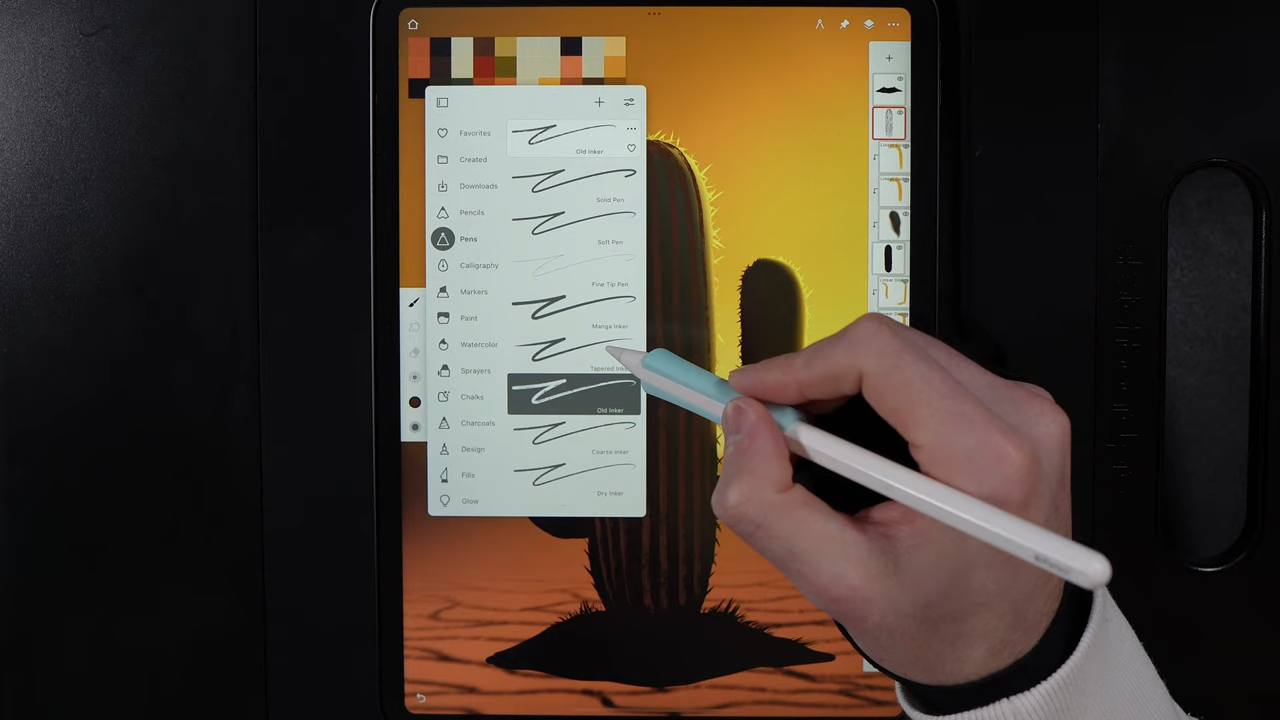 Favorites
Old Inker
Created
Downloads
Solid Pen
Pencils
Pens
Soft Pen
Calligraphy
Fine Tip Pen
Markers
Paint
Manga Inker
Watercolor
Sprayers
Tapered
Chalks
Old Inker
Charcoals
Design
Coarse Inker
Fills
Dry Inker
Glow